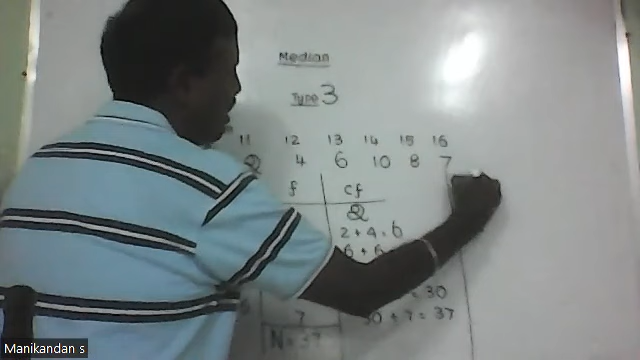 Median
Type 3
11 12 13 14 15 16
2 4 6 10 8 7
f cf
2
2 + 4 = 6
6 + 6
= 30
7 30 + 7 = 37
N = 37
Manikandan s